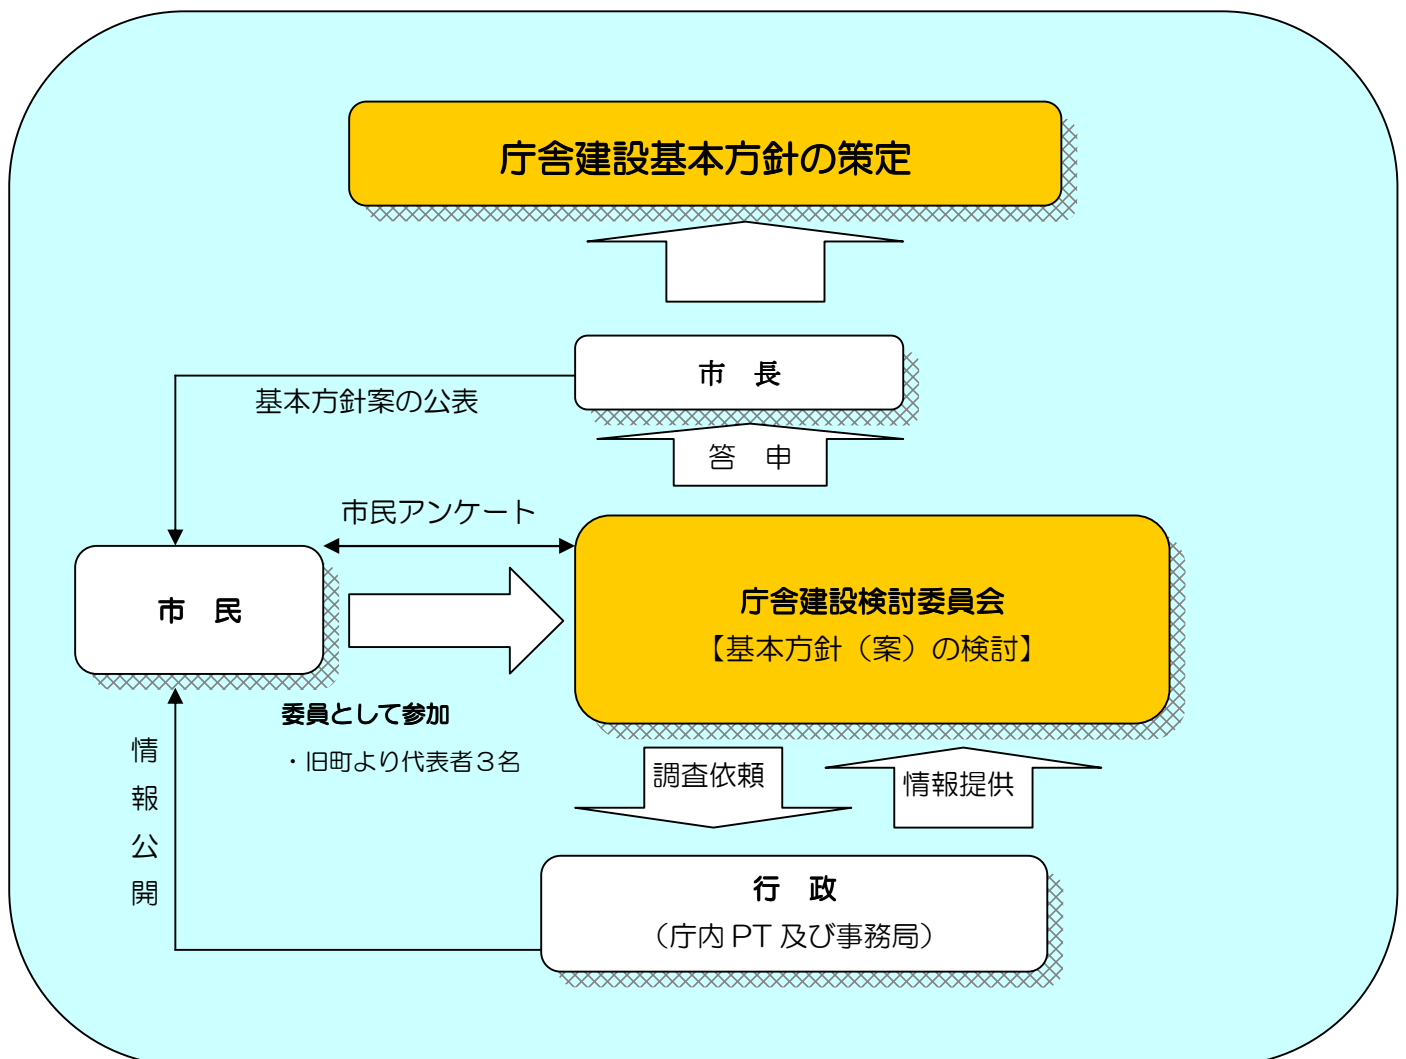 庁舎建設基本方針の策定
市　長
基本方針案の公表
答　申
市民アンケート
市　民
庁舎建設検討委員会
【基本方針（案）の検討】
委員として参加
・旧町より代表者３名
情報公開
調査依頼
情報提供
行　政
（庁内 PT 及び事務局）